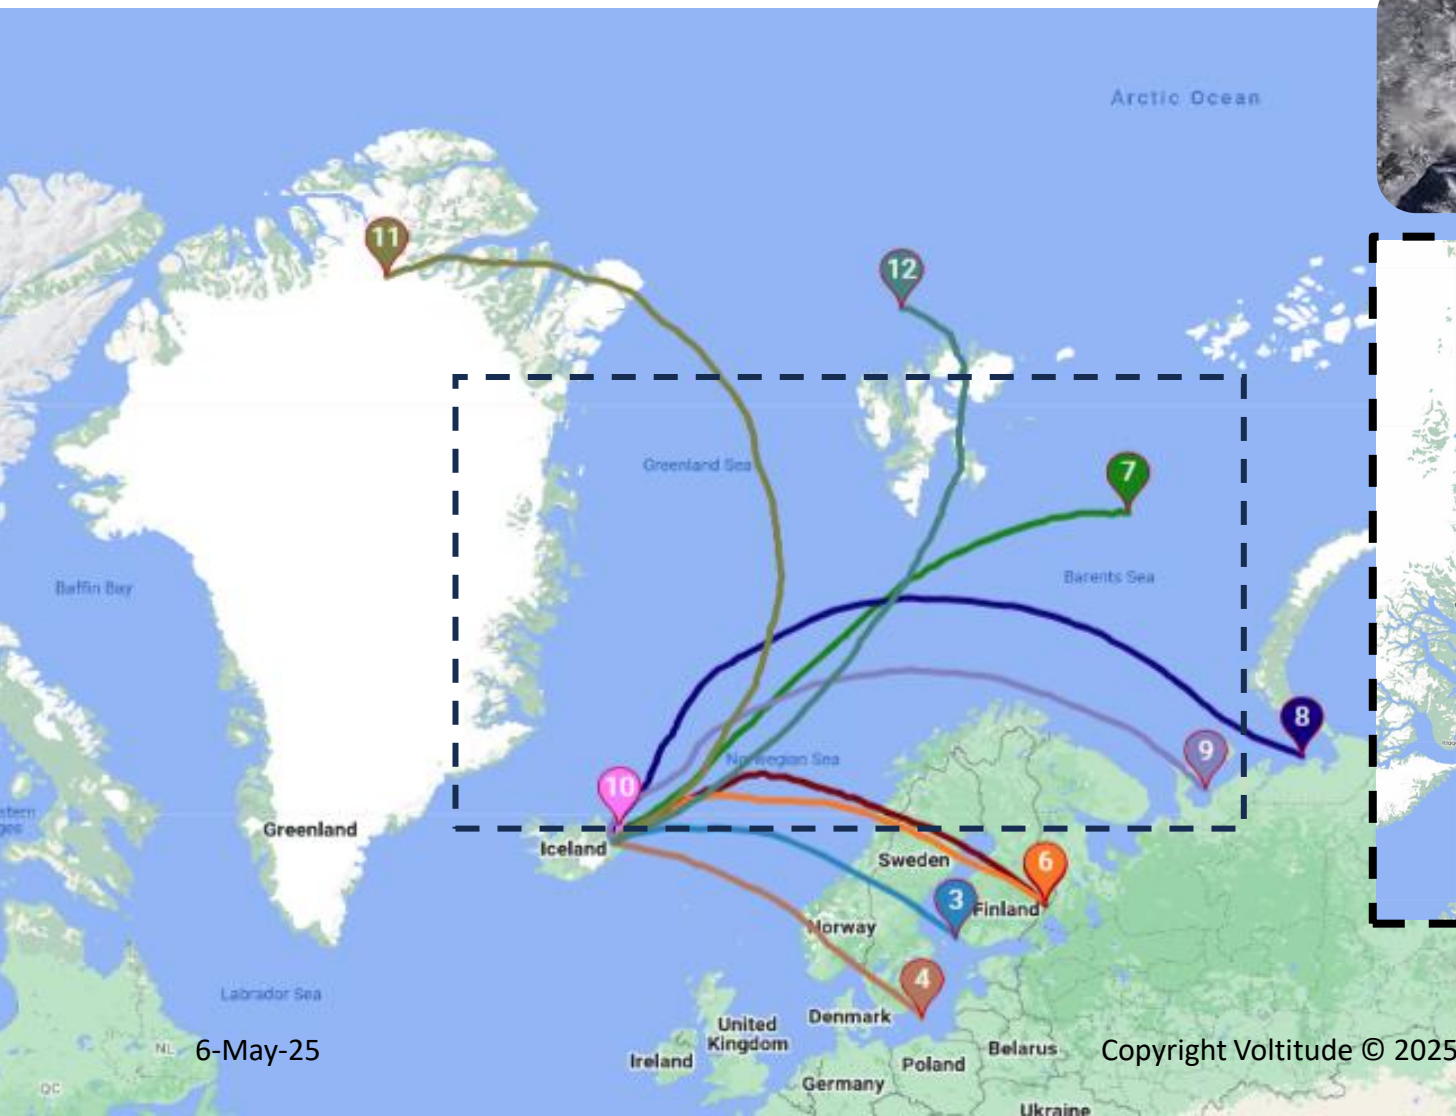 Arctic Ocean
11
12
7
Greenland Sea
Baffin Bay
Barents Sea
8
9
Norwegian Sea
10
Greenland
Iceland
Sweden
6
3
Finland
Norway
4
Labrador Sea
Denmark
United
Kingdom
NL
6-May-25
Ireland
Belarus
Copyright Voltitude © 2025
Poland
Germany
QC
Ukraine